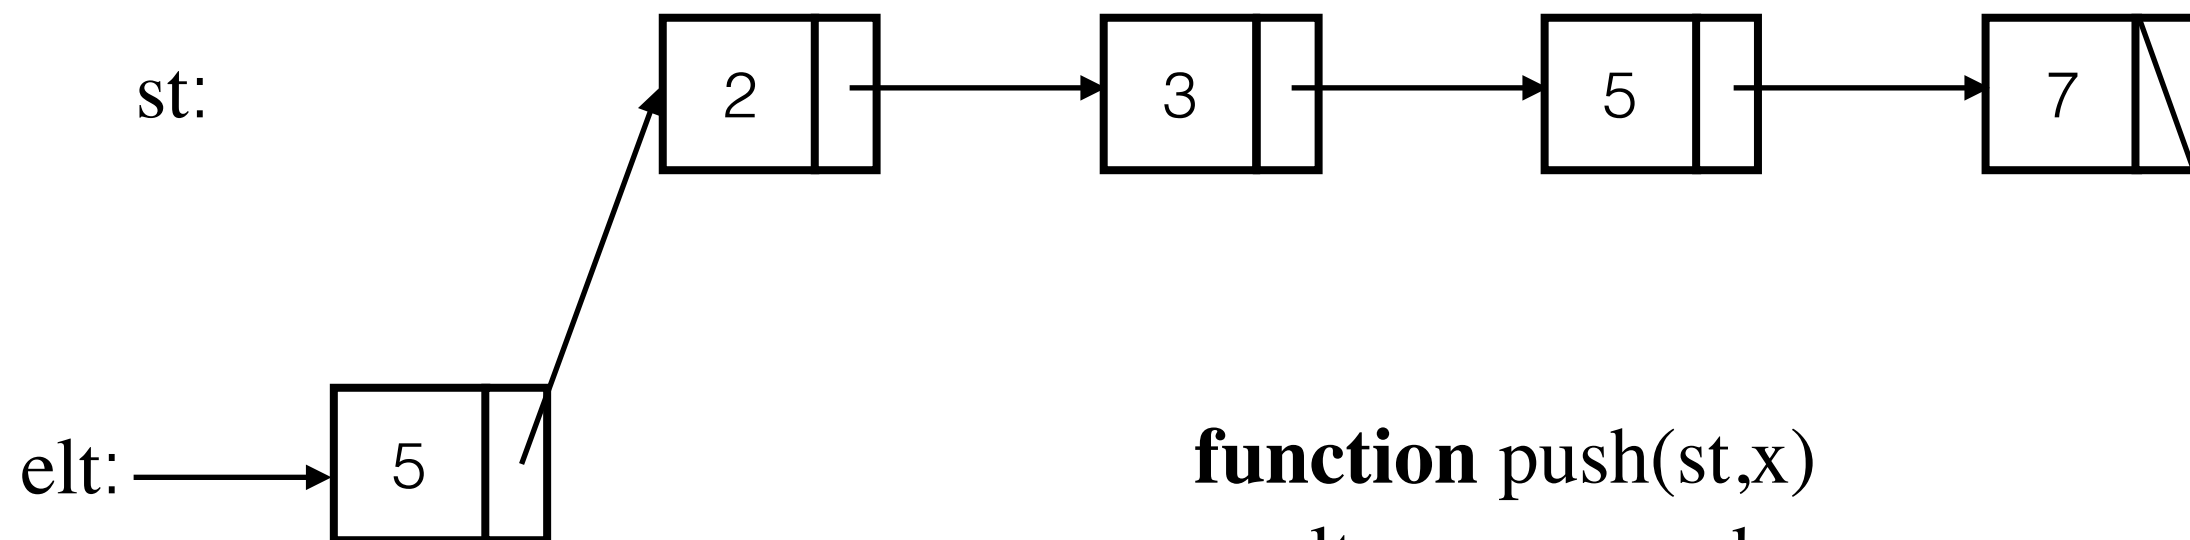 st: 2 3 5 7
elt: 5
function push(st,x)